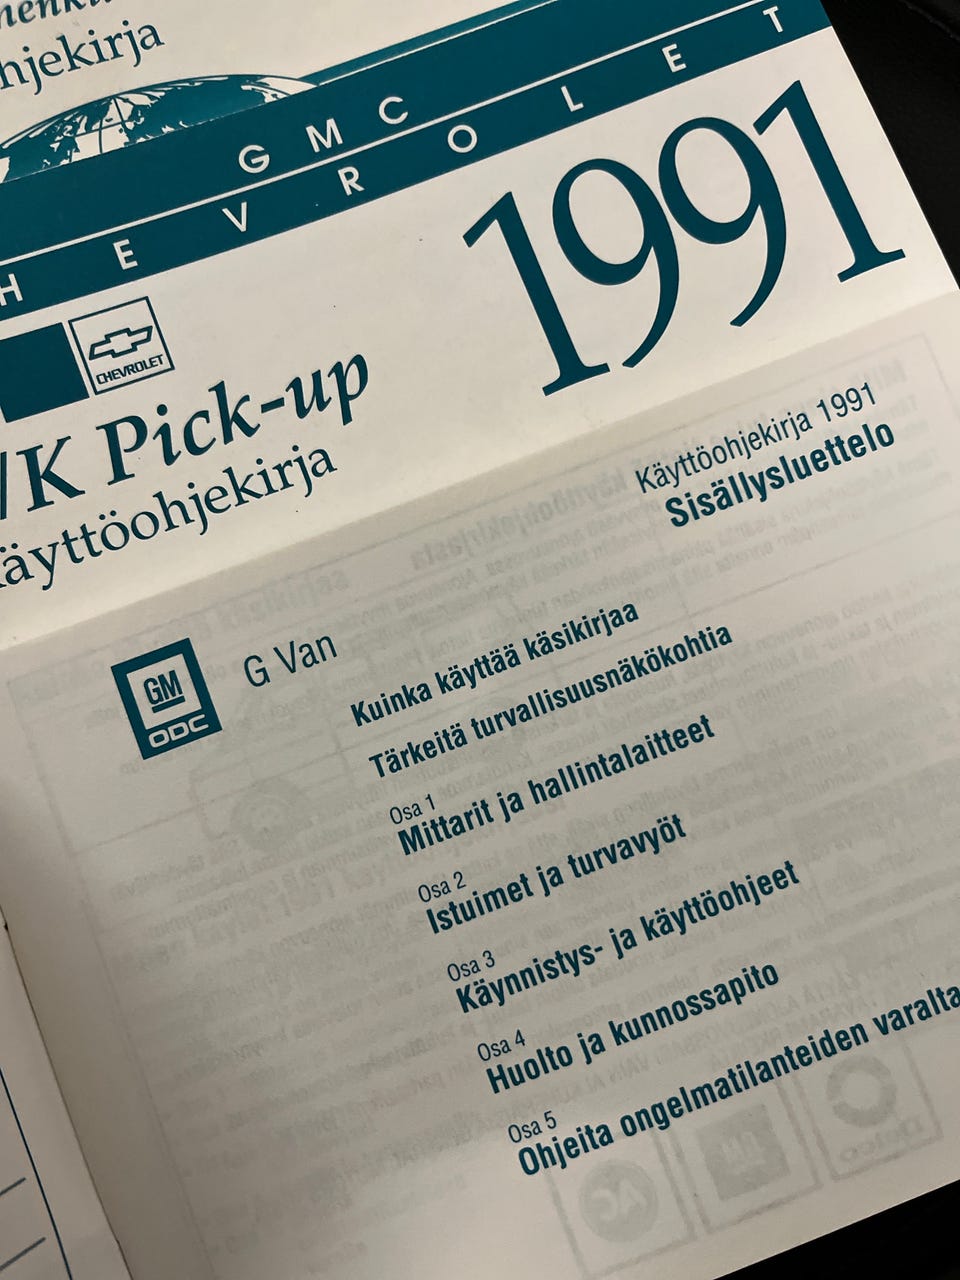 hjekirja
GMC
HEVROLET
1991
CHEVROLET
/K Pick-up
äyttöohjekirja
Käyttöohjekirja 1991
Sisällysluettelo
GM
ODC
G Van
Kuinka käyttää käsikirjaa
Tärkeitä turvallisuusnäkökohtia
Osa 1
Mittarit ja hallintalaitteet
Osa 2
Istuimet ja turvavyöt
Osa 3
Käynnistys- ja käyttöohjeet
Osa 4
Huolto ja kunnossapito
Osa 5
Ohjeita ongelmatilanteiden varalta